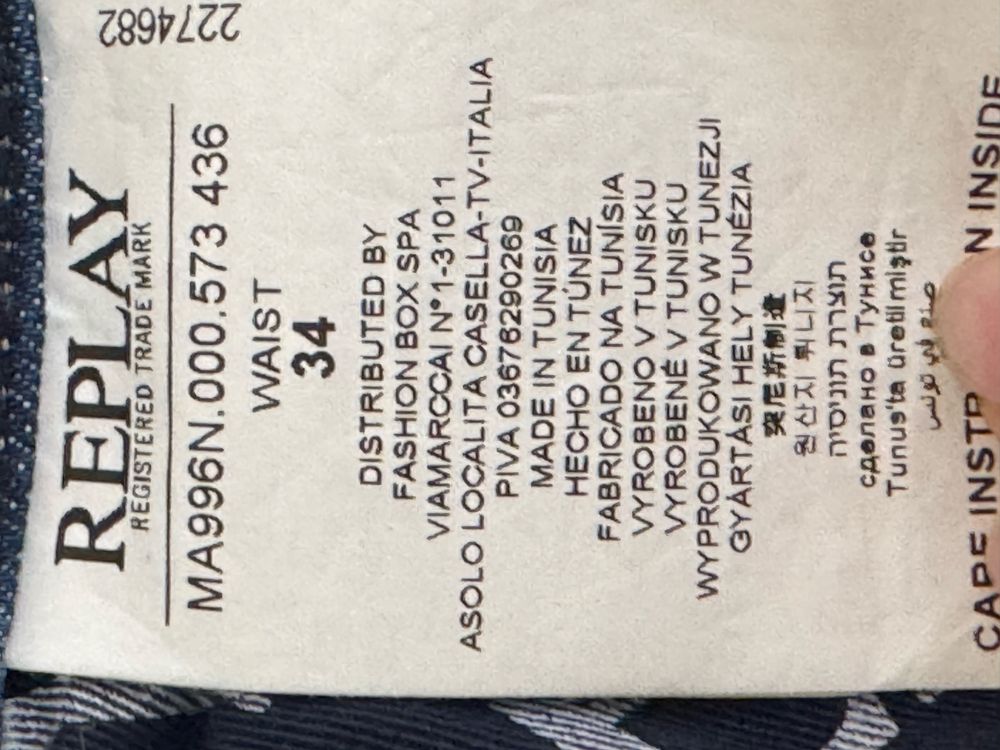 2274682
REPLAY
REGISTERED TRADE MARK
MA996N.000.573 436
WAIST
34
DISTRIBUTED BY
FASHION BOX SPA
VIAMARCCAI N°1-31011
ASOLO LOCALITA CASELLA-TV-ITALIA
PIVA 03676290269
MADE IN TUNISIA
HECHO EN TÚNEZ
FABRICADO NA TUNÍSIA
VYROBENO V TUNISKU
VYROBENÉ V TUNISKU
WYPRODUKOWANO W TUNEZJI
GYÁRTÁSI HELY TUNÉZIA
突尼斯制造
원산지 튀니지
תוצרת תוניסיה
сделано в Тунисе
Tunus'ta üretilmiştir
صنع في تونس
INSIDE